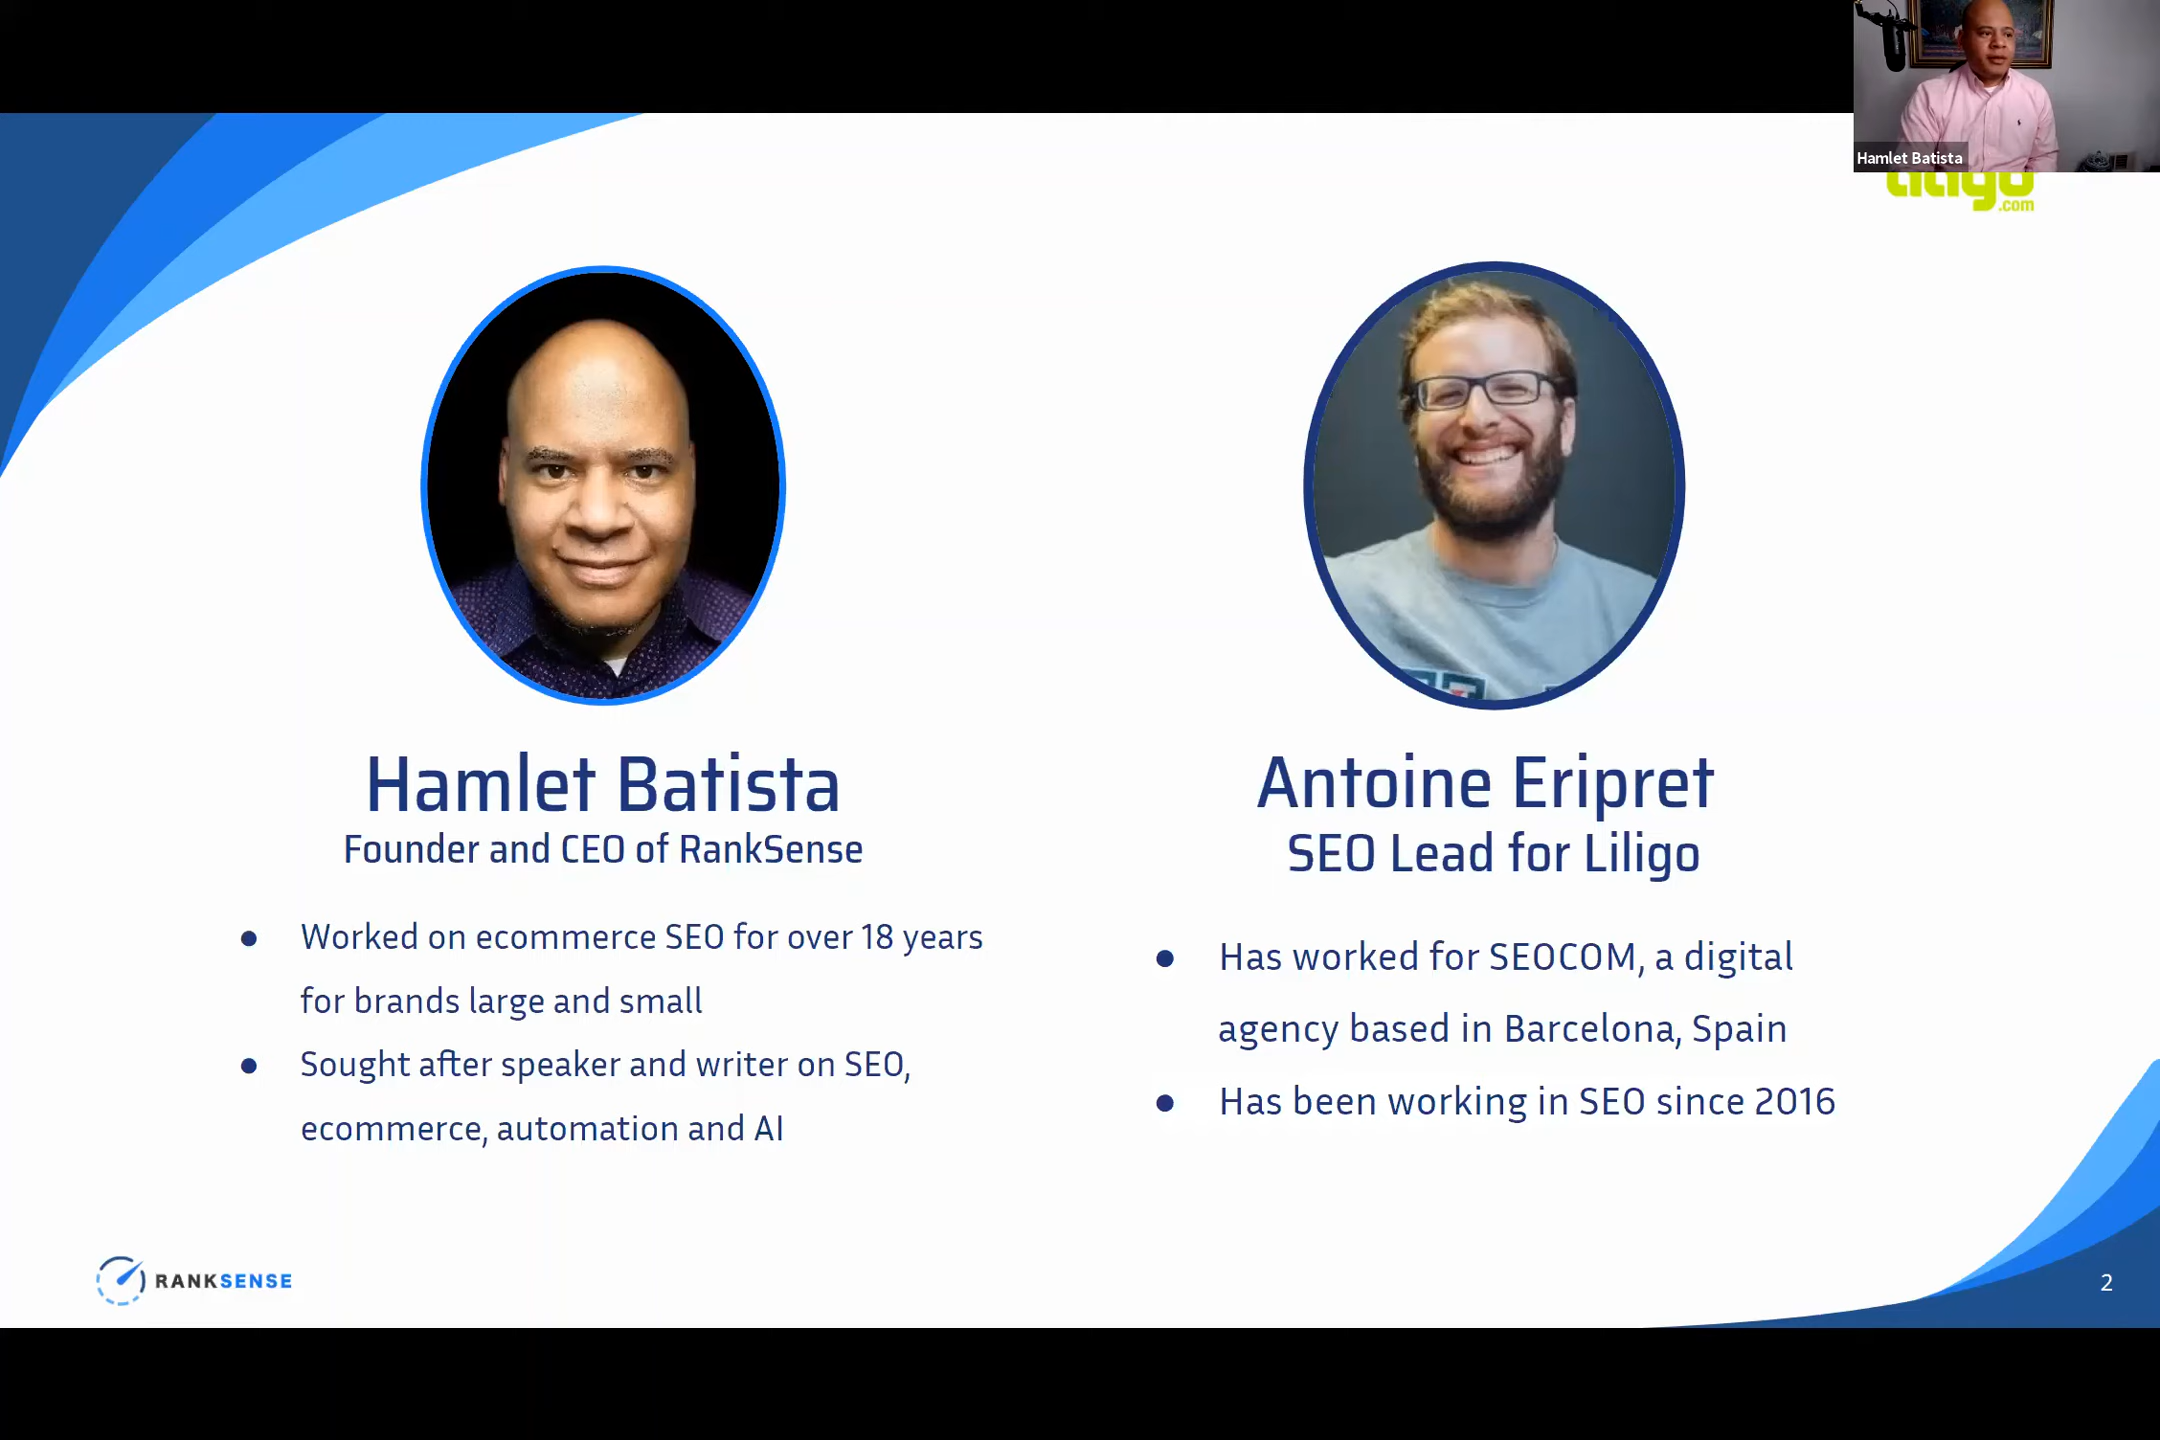 Hamlet Batista
liligo
.com
Hamlet Batista
Founder and CEO of RankSense
● Worked on ecommerce SEO for over 18 years
for brands large and small
● Sought after speaker and writer on SEO,
ecommerce, automation and AI
Antoine Eripret
SEO Lead for Liligo
● Has worked for SEOCOM, a digital
agency based in Barcelona, Spain
● Has been working in SEO since 2016
RANKSENSE
2